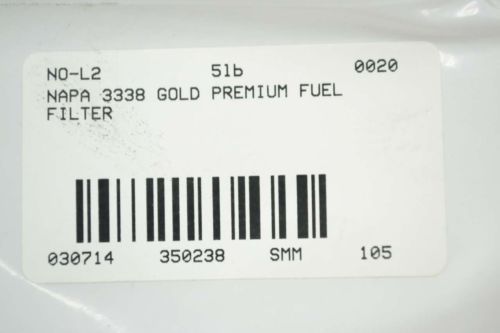 NO-L2 51b 0020
NAPA 3338 GOLD PREMIUM FUEL
FILTER
030714 350238 SMM 105